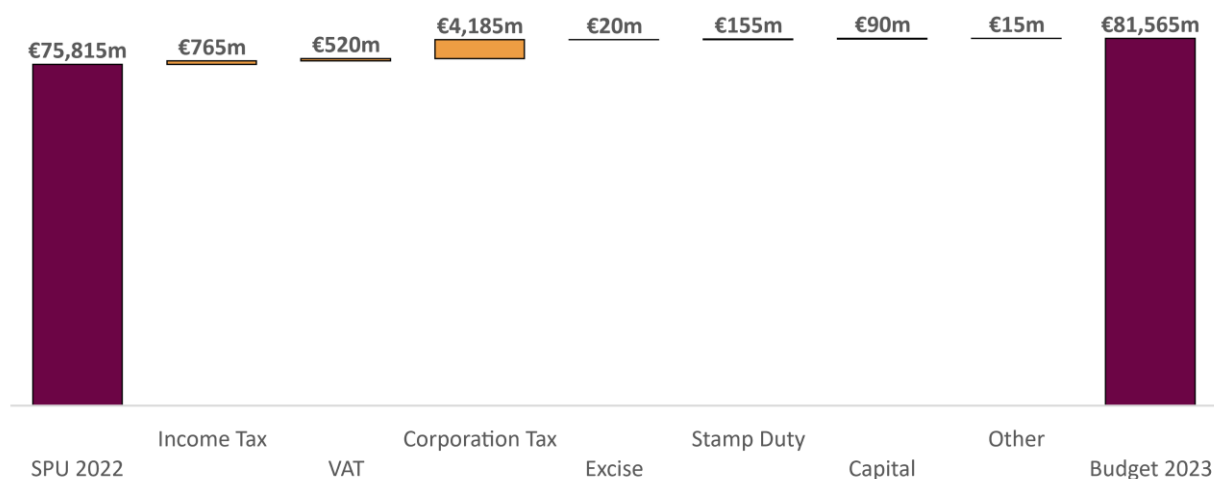 €75,815m €765m €520m €4,185m €20m €155m €90m €15m €81,565m
Income Tax Corporation Tax Stamp Duty Other
SPU 2022 VAT Excise Capital Budget 2023